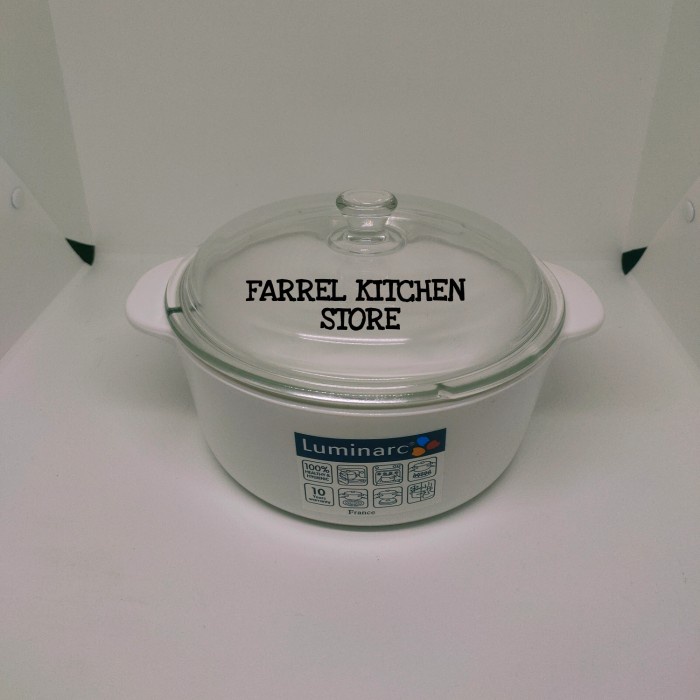 FARREL KITCHEN
STORE
Luminarc
100%
10
France